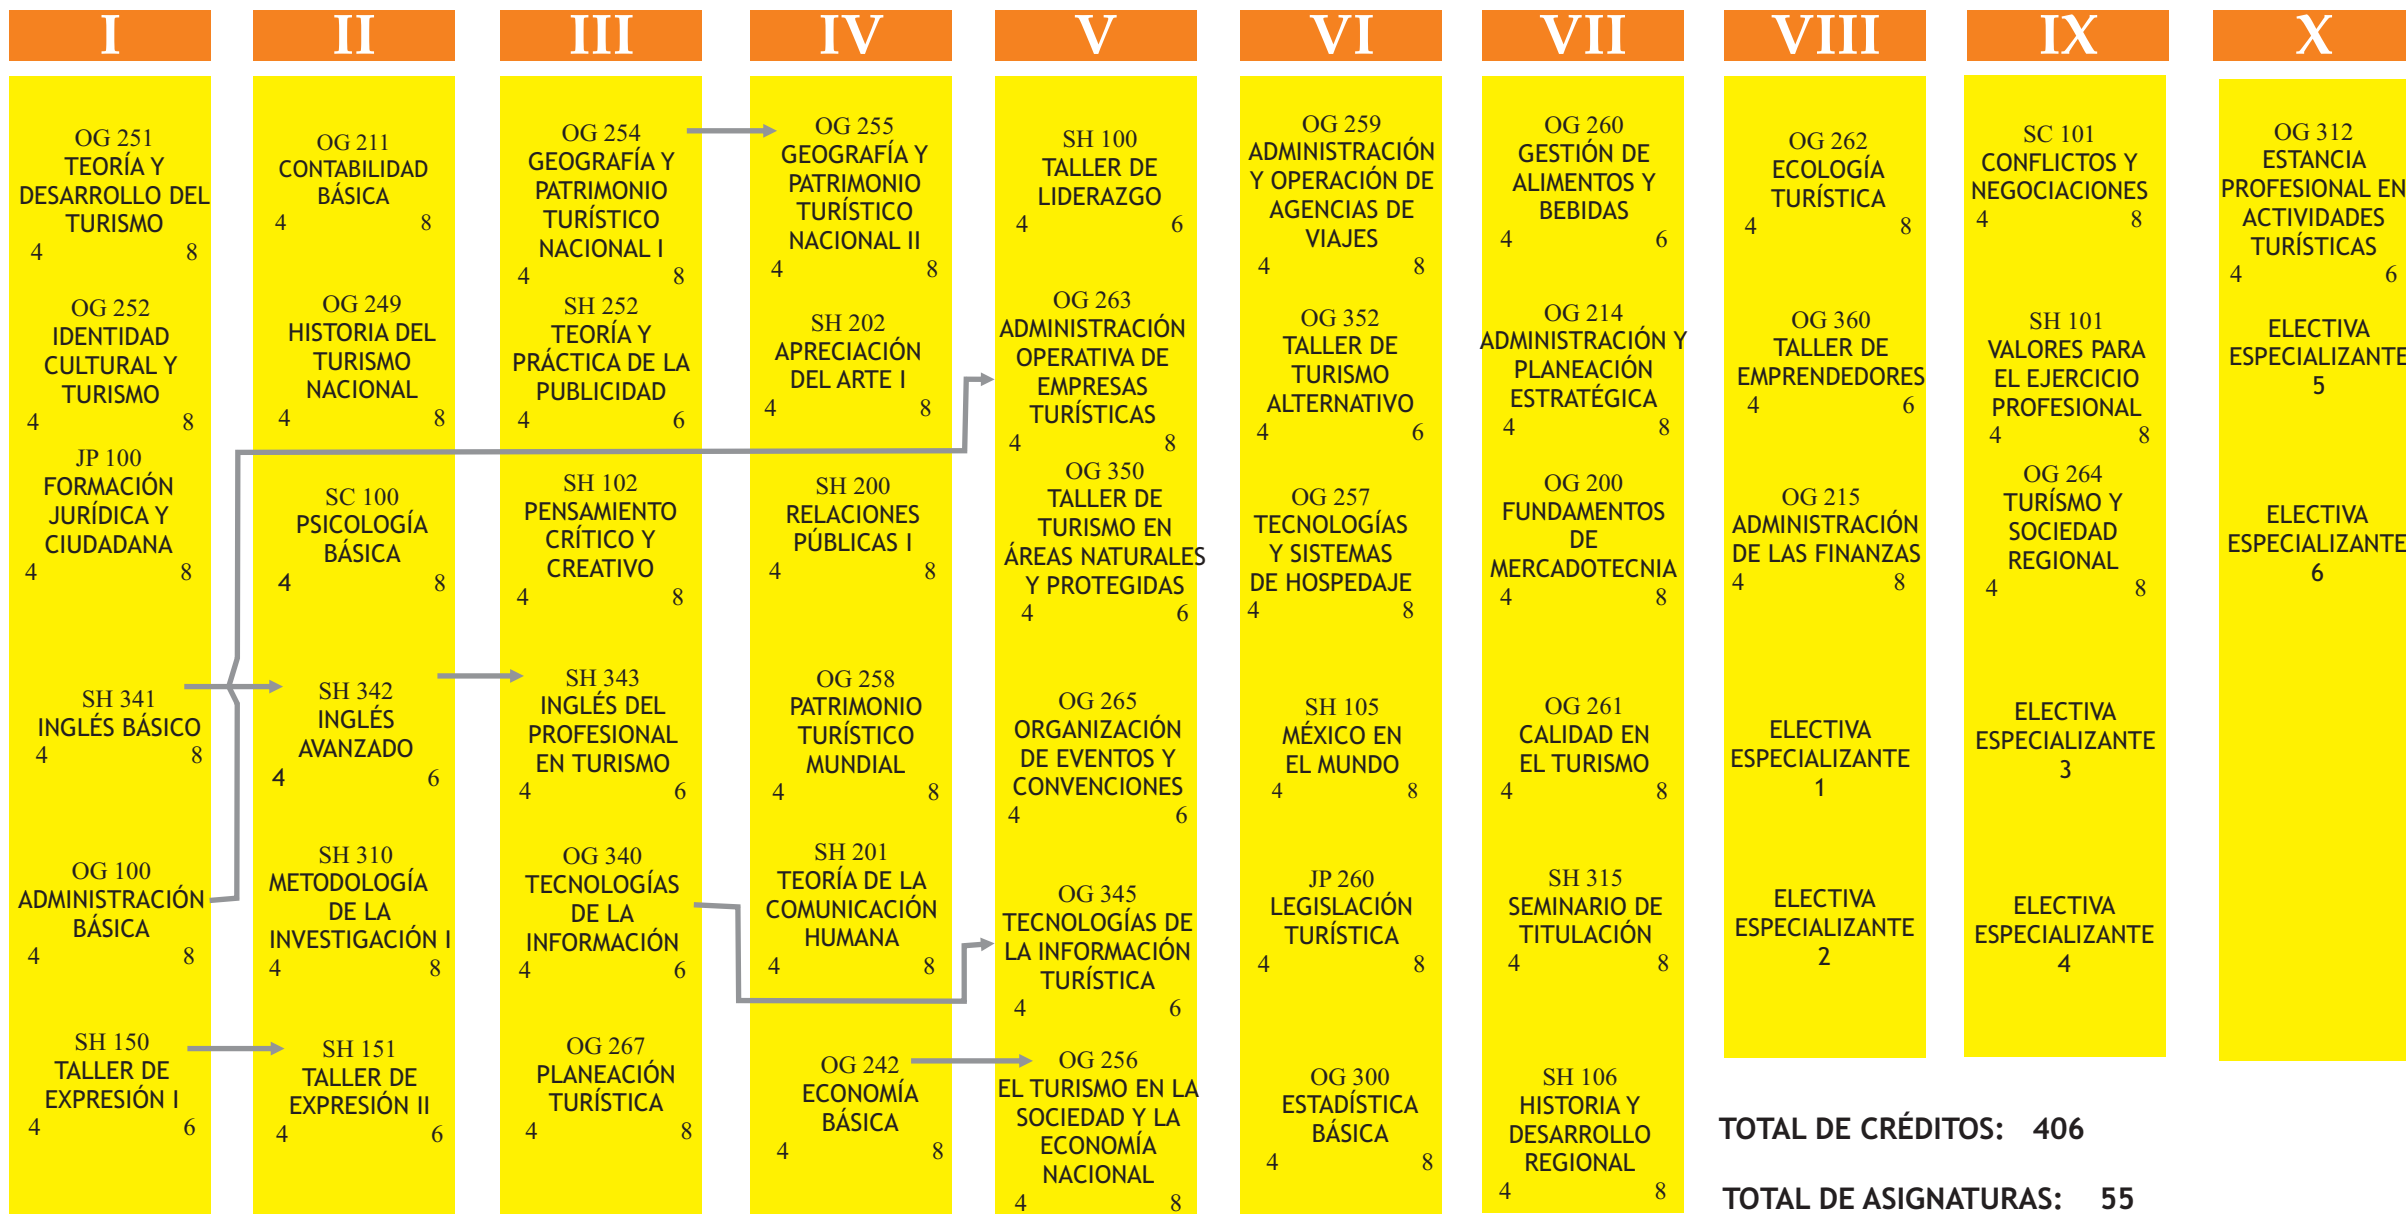 I
II
III
IV
V
VI
VII
VIII
IX
X
OG 251
TEORÍA Y
DESARROLLO DEL
TURISMO
4 8
OG 252
IDENTIDAD
CULTURAL Y
TURISMO
4 8
JP 100
FORMACIÓN
JURÍDICA Y
CIUDADANA
4 8
SH 341
INGLÉS BÁSICO
4 8
OG 100
ADMINISTRACIÓN
BÁSICA
4 8
SH 150
TALLER DE
EXPRESIÓN I
4 6
OG 211
CONTABILIDAD
BÁSICA
4 8
OG 249
HISTORIA DEL
TURISMO
NACIONAL
4 8
SC 100
PSICOLOGÍA
BÁSICA
4 8
SH 342
INGLÉS
AVANZADO
4 6
SH 310
METODOLOGÍA
DE LA
INVESTIGACIÓN I
4 8
SH 151
TALLER DE
EXPRESIÓN II
4 6
OG 254
GEOGRAFÍA Y
PATRIMONIO
TURÍSTICO
NACIONAL I
4 8
SH 252
TEORÍA Y
PRÁCTICA DE LA
PUBLICIDAD
4 6
SH 102
PENSAMIENTO
CRÍTICO Y
CREATIVO
4 8
SH 343
INGLÉS DEL
PROFESIONAL
EN TURISMO
4 6
OG 340
TECNOLOGÍAS
DE LA
INFORMACIÓN
4 6
OG 267
PLANEACIÓN
TURÍSTICA
4 8
OG 255
GEOGRAFÍA Y
PATRIMONIO
TURÍSTICO
NACIONAL II
4 8
SH 202
APRECIACIÓN
DEL ARTE I
4 8
SH 200
RELACIONES
PÚBLICAS I
4 8
OG 258
PATRIMONIO
TURÍSTICO
MUNDIAL
4 8
SH 201
TEORÍA DE LA
COMUNICACIÓN
HUMANA
4 8
OG 242
ECONOMÍA
BÁSICA
4 8
SH 100
TALLER DE
LIDERAZGO
4 6
OG 263
ADMINISTRACIÓN
OPERATIVA DE
EMPRESAS
TURÍSTICAS
4 8
OG 350
TALLER DE
TURISMO EN
ÁREAS NATURALES
Y PROTEGIDAS
4 6
OG 265
ORGANIZACIÓN
DE EVENTOS Y
CONVENCIONES
4 6
OG 345
TECNOLOGÍAS DE
LA INFORMACIÓN
TURÍSTICA
4 6
OG 256
EL TURISMO EN LA
SOCIEDAD Y LA
ECONOMÍA
NACIONAL
4 8
OG 259
ADMINISTRACIÓN
Y OPERACIÓN DE
AGENCIAS DE
VIAJES
4 8
OG 352
TALLER DE
TURISMO
ALTERNATIVO
4 6
OG 257
TECNOLOGÍAS
Y SISTEMAS
DE HOSPEDAJE
4 8
SH 105
MÉXICO EN
EL MUNDO
4 8
JP 260
LEGISLACIÓN
TURÍSTICA
4 8
OG 300
ESTADÍSTICA
BÁSICA
4 8
OG 260
GESTIÓN DE
ALIMENTOS Y
BEBIDAS
4 6
OG 214
ADMINISTRACIÓN Y
PLANEACIÓN
ESTRATÉGICA
4 8
OG 200
FUNDAMENTOS
DE
MERCADOTECNIA
4 8
OG 261
CALIDAD EN
EL TURISMO
4 8
SH 315
SEMINARIO DE
TITULACIÓN
4 8
SH 106
HISTORIA Y
DESARROLLO
REGIONAL
4 8
OG 262
ECOLOGÍA
TURÍSTICA
4 8
OG 360
TALLER DE
EMPRENDEDORES
4 6
OG 215
ADMINISTRACIÓN
DE LAS FINANZAS
4 8
ELECTIVA
ESPECIALIZANTE
1
ELECTIVA
ESPECIALIZANTE
2
SC 101
CONFLICTOS Y
NEGOCIACIONES
4 8
SH 101
VALORES PARA
EL EJERCICIO
PROFESIONAL
4 8
OG 264
TURÍSMO Y
SOCIEDAD
REGIONAL
4 8
ELECTIVA
ESPECIALIZANTE
3
ELECTIVA
ESPECIALIZANTE
4
OG 312
ESTANCIA
PROFESIONAL EN
ACTIVIDADES
TURÍSTICAS
4 6
ELECTIVA
ESPECIALIZANTE
5
ELECTIVA
ESPECIALIZANTE
6
TOTAL DE CRÉDITOS: 406
TOTAL DE ASIGNATURAS: 55